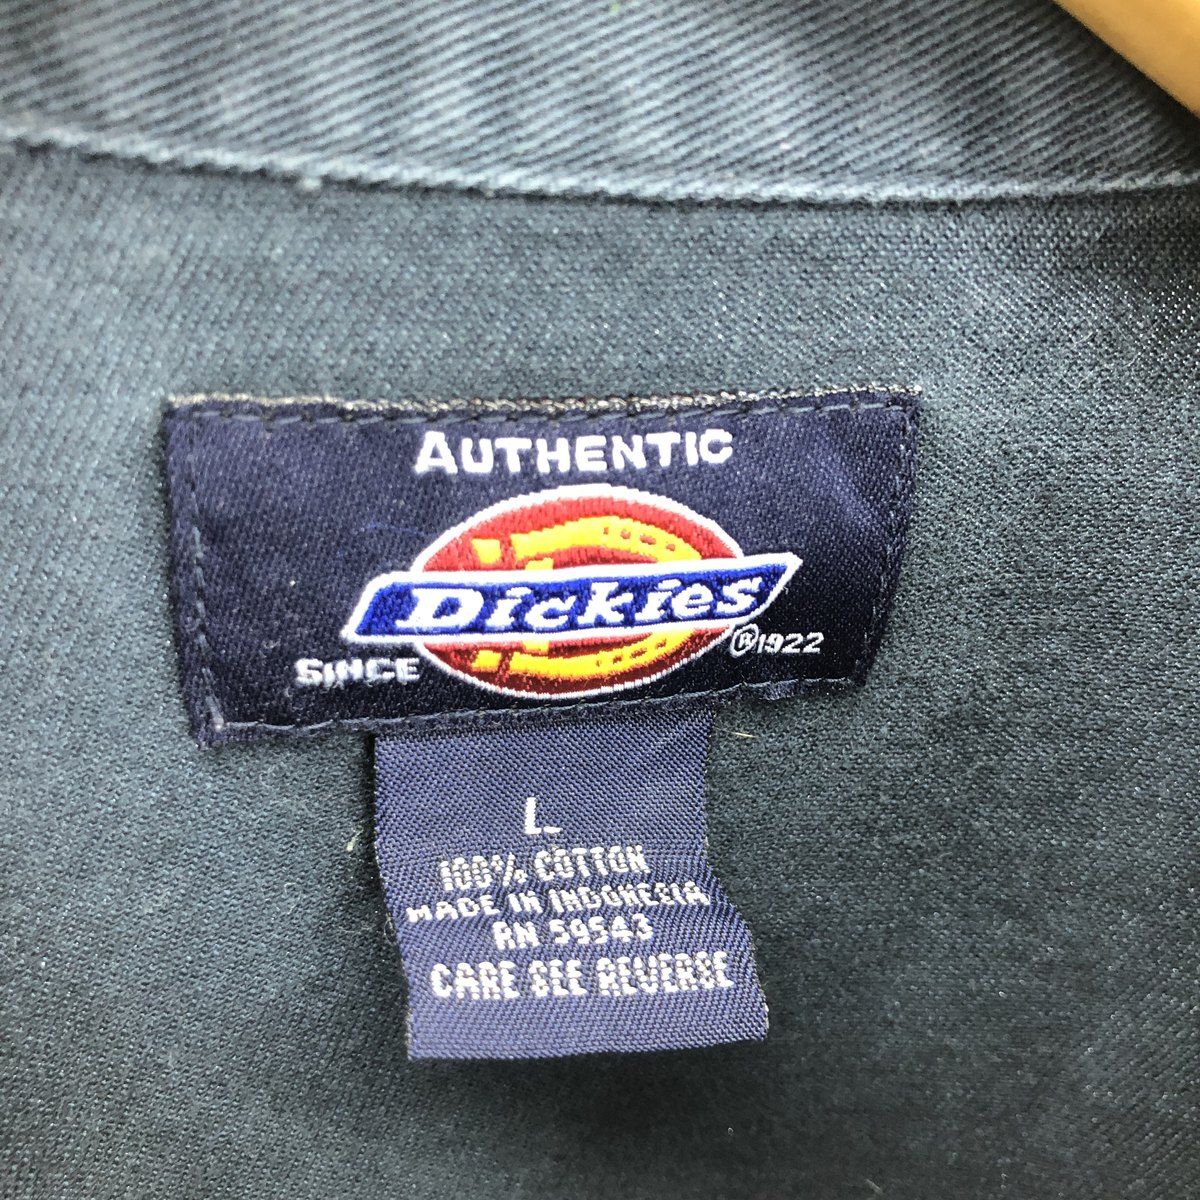 AUTHENTIC
Dickies
SINCE ®1922
L
100% COTTON
MADE IN INDONESIA
RN 59543
CARE SEE REVERSE